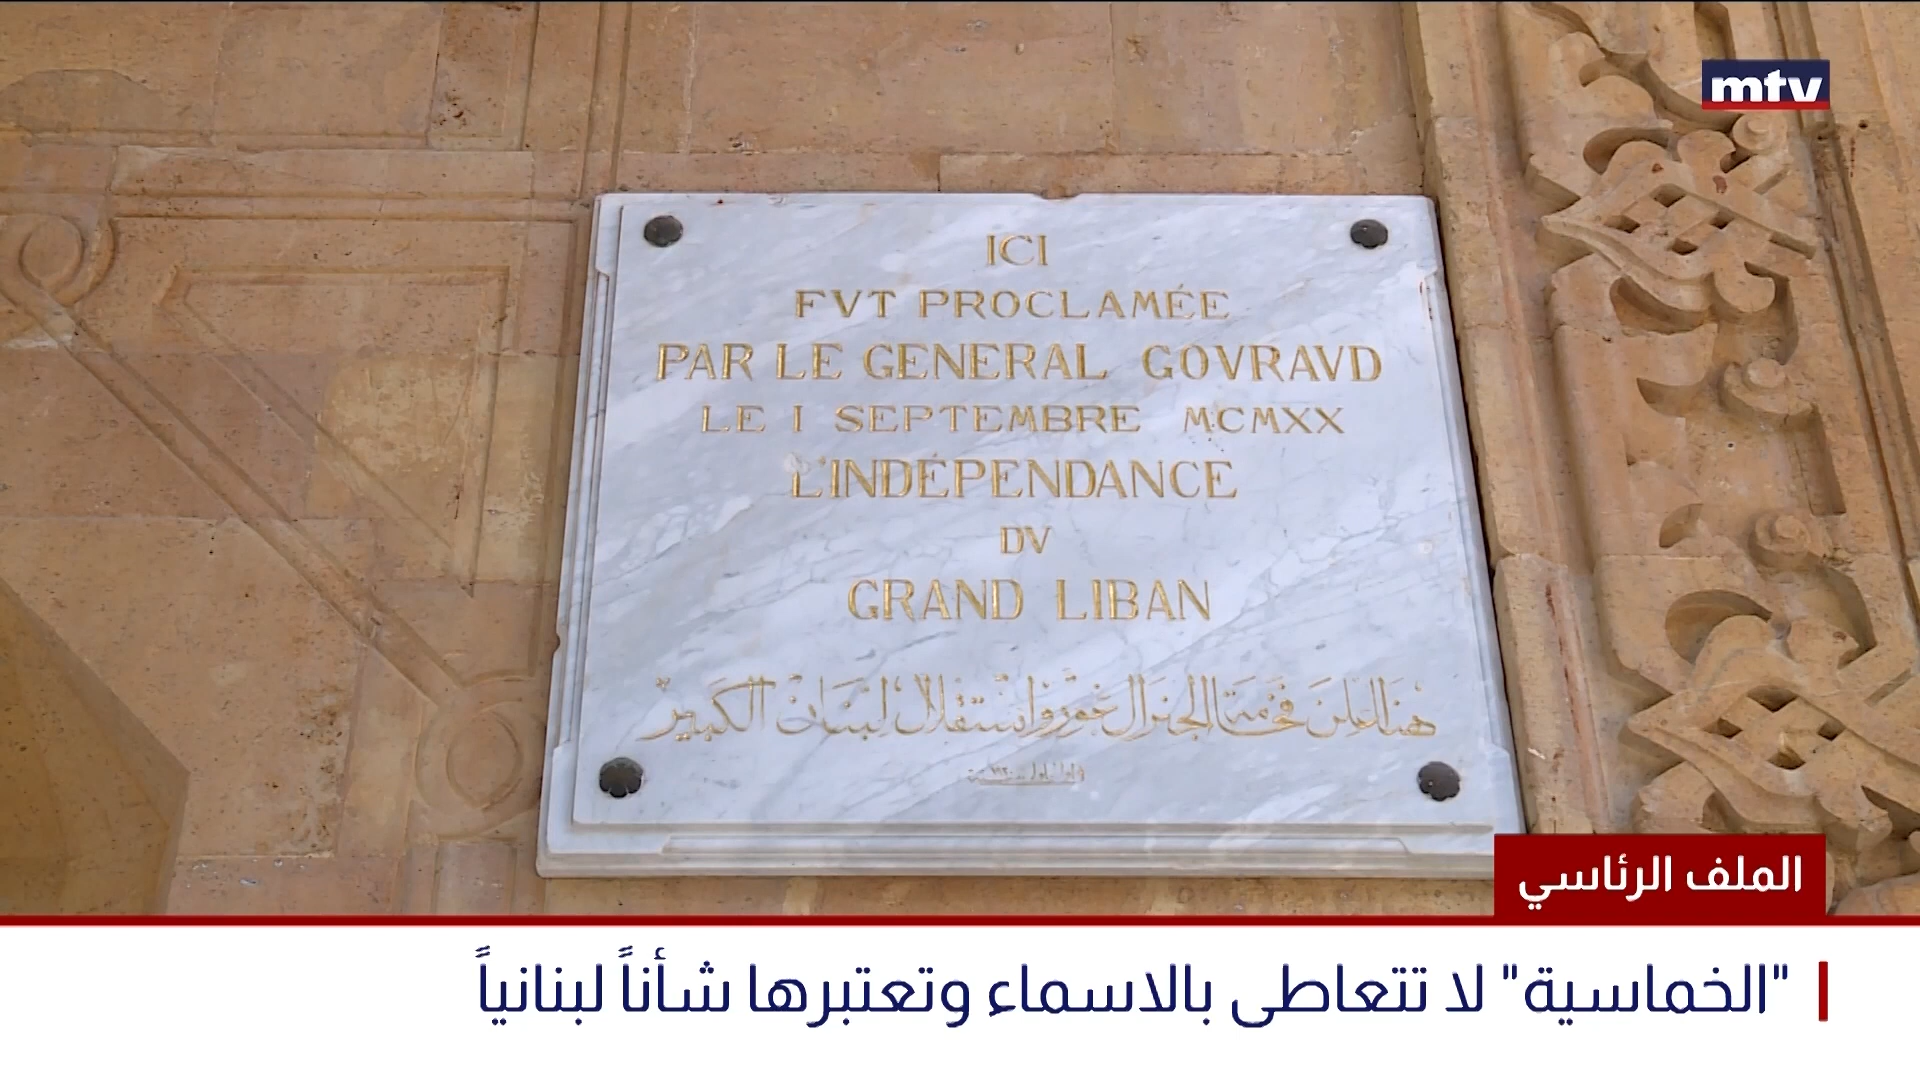 mtv
ICI
FVT PROCLAMÉE
PAR LE GENERAL GOVRAVD
LE I SEPTEMBRE MCMXX
L'INDÉPENDANCE
DV
GRAND LIBAN
هنا اعلن فخامة الجنرال غورو استقلال لبنان الكبير
الملف الرئاسي
"الخماسية" لا تتعاطى بالاسماء وتعتبرها شأناً لبنانياً